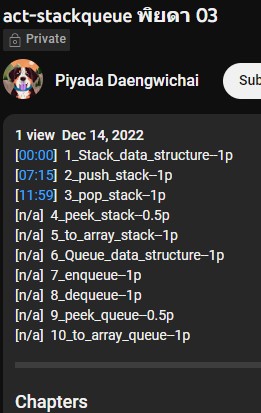 act-stackqueue พิยดา 03
Private
Piyada Daengwichai
Sub
1 view  Dec 14, 2022
[00:00]  1_Stack_data_structure--1p
[07:15]  2_push_stack--1p
[11:59]  3_pop_stack--1p
[n/a]  4_peek_stack--0.5p
[n/a]  5_to_array_stack--1p
[n/a]  6_Queue_data_structure--1p
[n/a]  7_enqueue--1p
[n/a]  8_dequeue--1p
[n/a]  9_peek_queue--0.5p
[n/a]  10_to_array_queue--1p
Chapters